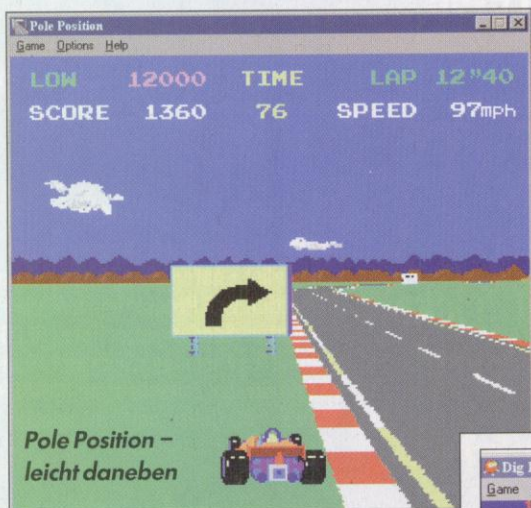 Pole Position
Game Options Help
LOW 12000 TIME LAP 12"40
SCORE 1360 76 SPEED 97mph
Pole Position –
leicht daneben
Dig
Game